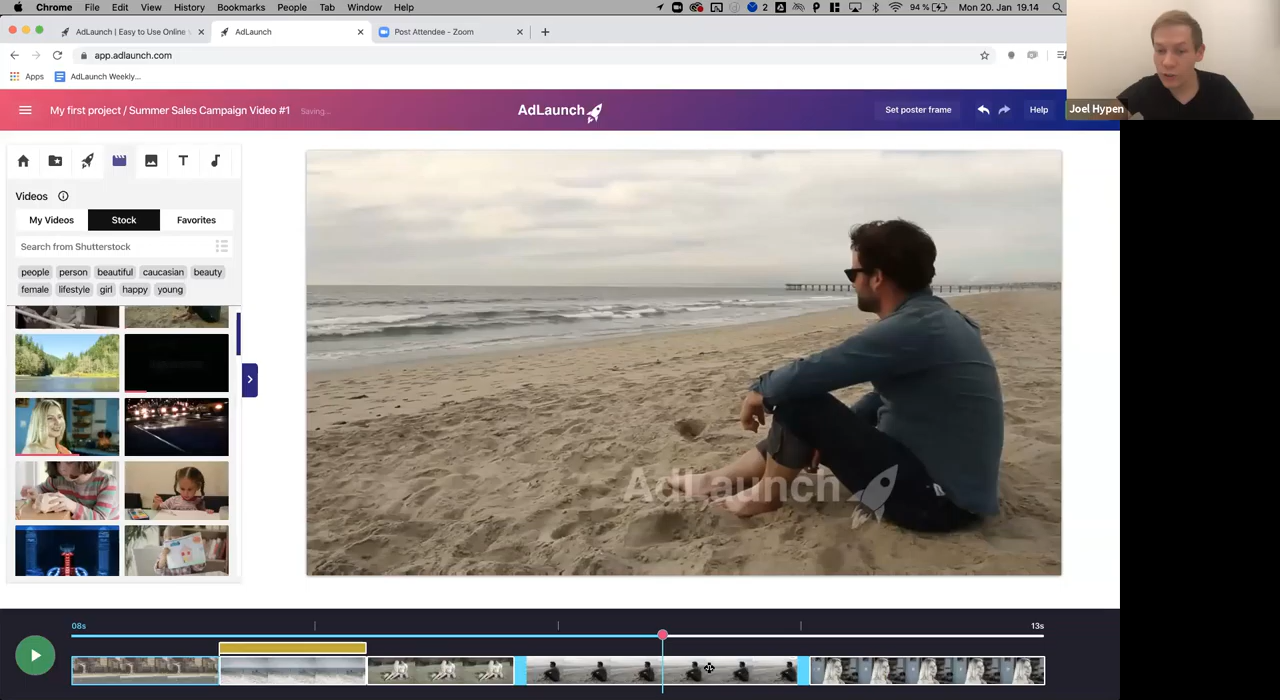 Chrome File Edit View History Bookmarks People Tab Window Help
2 94 % Mon 20. Jan 19.14
AdLaunch | Easy to Use Online
AdLaunch
Post Attendee - Zoom
app.adlaunch.com
Apps AdLaunch Weekly...
My first project / Summer Sales Campaign Video #1 Saving...
AdLaunch
Set poster frame
Help
Joel Hypen
Videos
My Videos Stock Favorites
Search from Shutterstock
people person beautiful caucasian beauty
female lifestyle girl happy young
AdLaunch
08s 13s